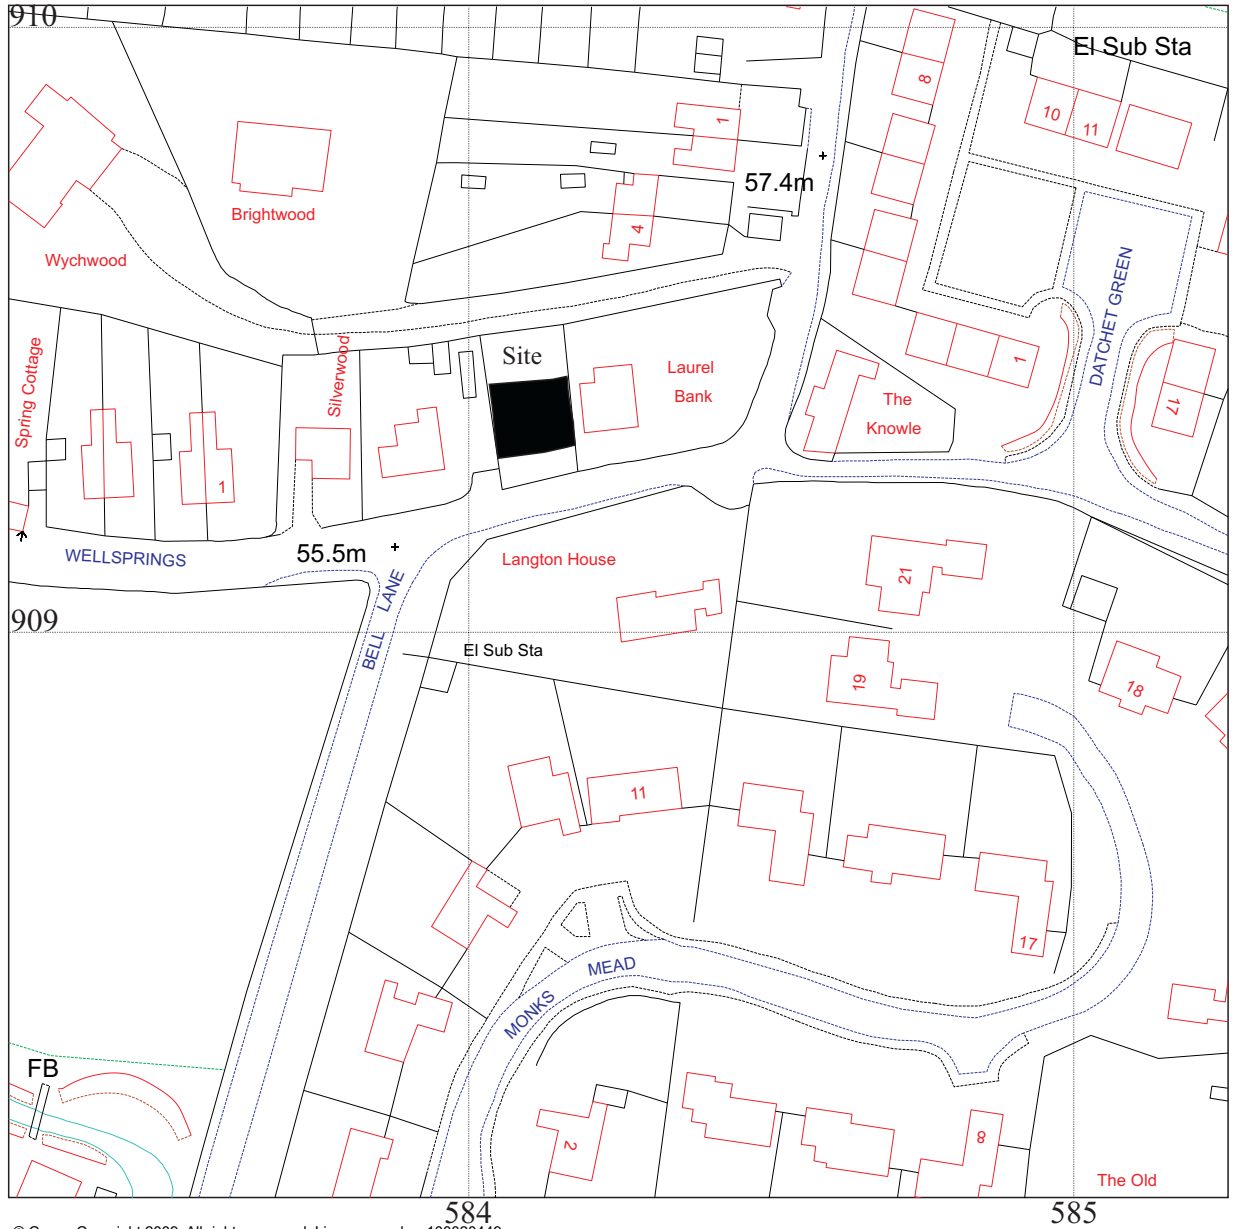 910
El Sub Sta
8
10
11
1
57.4m
Brightwood
4
Wychwood
DATCHET GREEN
Spring Cottage
Silverwood
Site
Laurel
Bank
1
The
Knowle
17
1
WELLSPRINGS
55.5m
Langton House
21
BELL LANE
909
El Sub Sta
19
18
11
17
MONKS MEAD
FB
2
8
The Old
584
585